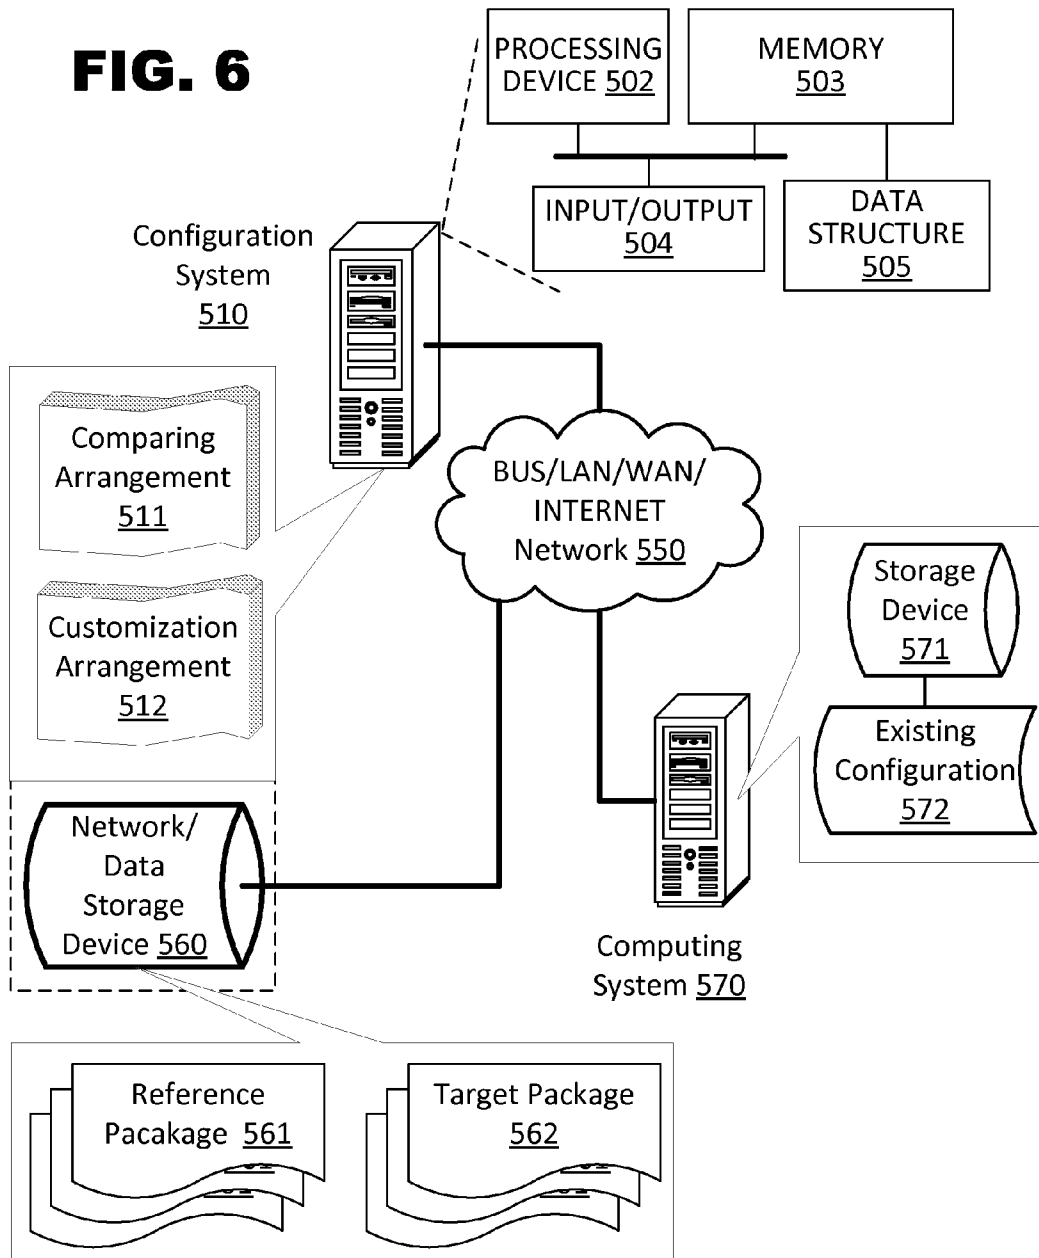 FIG. 6
PROCESSING
DEVICE 502
MEMORY
503
INPUT/OUTPUT
504
DATA
STRUCTURE
505
Configuration
System
510
Comparing
Arrangement
511
Customization
Arrangement
512
BUS/LAN/WAN/
INTERNET
Network 550
Storage
Device
571
Existing
Configuration
572
Network/
Data
Storage
Device 560
Computing
System 570
Reference
Pacakage 561
Target Package
562